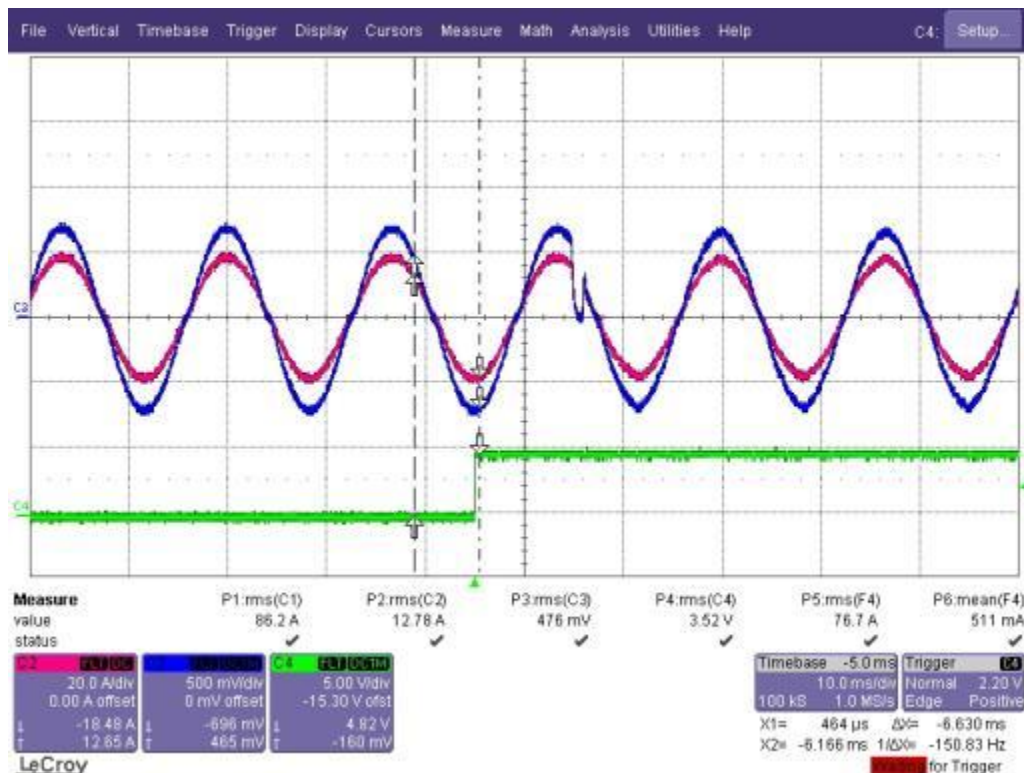 File Vertical Timebase Trigger Display Cursors Measure Math Analysis Utilities Help C4: Setup...
C3
C4
Measure P1:rms(C1) P2:rms(C2) P3:rms(C3) P4:rms(C4) P5:rms(F4) P6:mean(F4)
value 86.2 A 12.78 A 476 mV 3.52 V 76.7 A 511 mA
status
C2 FLT DC
20.0 A/div
0.00 A offset
-18.48 A
12.65 A
500 mV/div
0 mV offset
-696 mV
465 mV
C4 FLT DC1M
5.00 V/div
-15.30 V ofst
4.82 V
-160 mV
Timebase -5.0 ms
10.0 ms/div
100 kS 1.0 MS/s
Trigger C4
Normal 2.20 V
Edge Positive
X1= 464 µs ΔX= -6.630 ms
X2= -6.166 ms 1/ΔX= -150.83 Hz
LeCroy
Waiting for Trigger